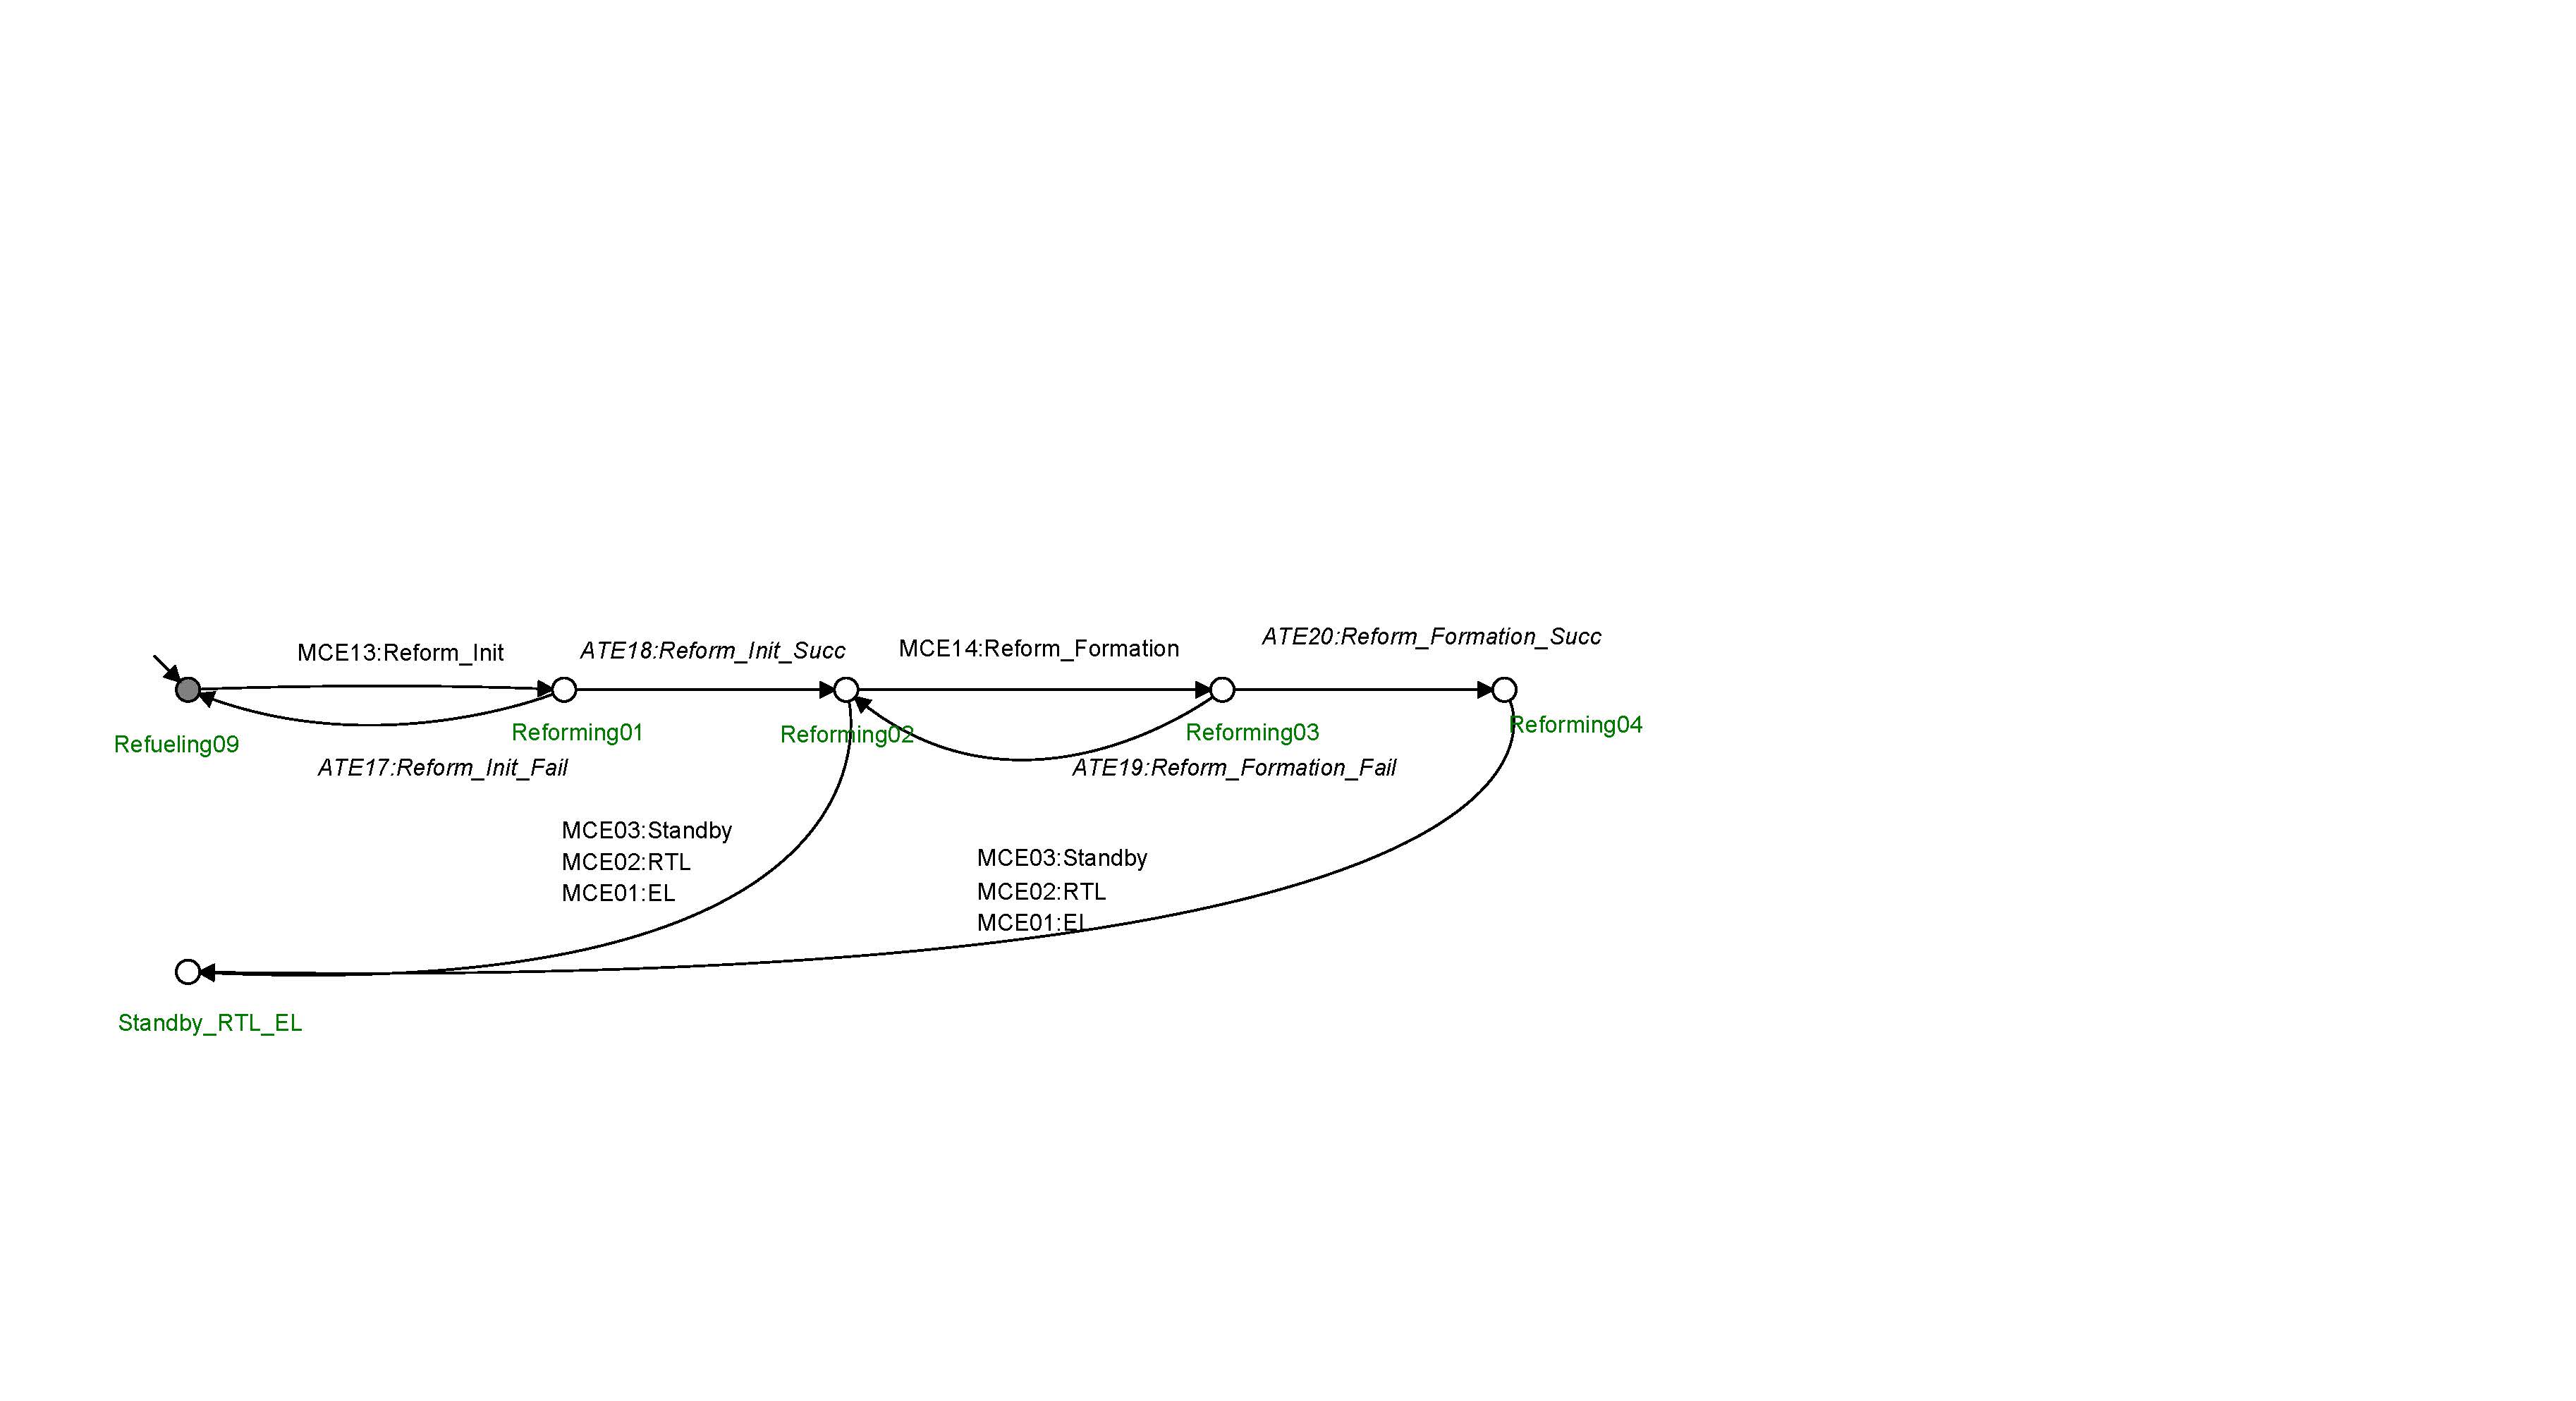 MCE13:Reform_Init
ATE18:Reform_Init_Succ
MCE14:Reform_Formation
ATE20:Reform_Formation_Succ
Refueling09
Reforming01
Reforming02
Reforming03
Reforming04
ATE17:Reform_Init_Fail
ATE19:Reform_Formation_Fail
MCE03:Standby
MCE02:RTL
MCE01:EL
MCE03:Standby
MCE02:RTL
MCE01:EL
Standby_RTL_EL